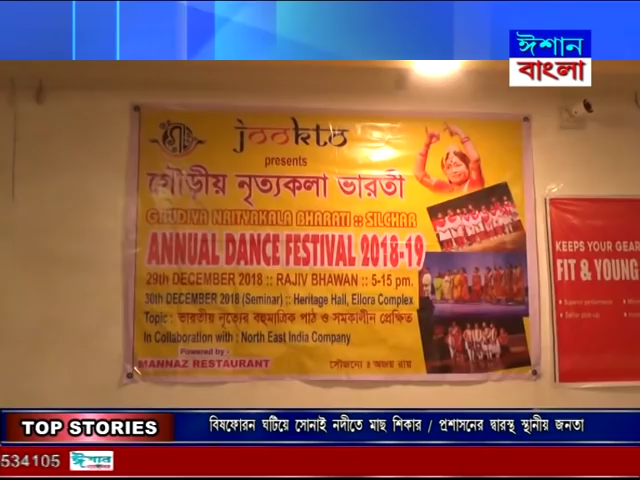 ঈশান
বাংলা
jookto
presents
গৌড়ীয় নৃত্যকলা ভারতী
GAUDIYA NAITYAKALA BHARATI :: SILCHAR
ANNUAL DANCE FESTIVAL 2018-19
29th DECEMBER 2018 :: RAJIV BHAWAN :: 5-15 pm.
30th DECEMBER 2018 (Seminar) :: Heritage Hall, Ellora Complex
Topic : ভারতীয় নৃত্যের বহুমাত্রিক পাঠ ও সমকালীন প্রেক্ষিত
In Collaboration with : North East India Company
Powered by -
MANNAZ RESTAURANT
সৌজন্যে ঃ অজয় রায়
KEEPS YOUR GEAR
FIT & YOUNG
TOP STORIES
বিষফোরন ঘটিয়ে সোনাই নদীতে মাছ শিকার / প্রশাসনের দ্বারস্থ স্থানীয় জনতা
534105
ঈশান